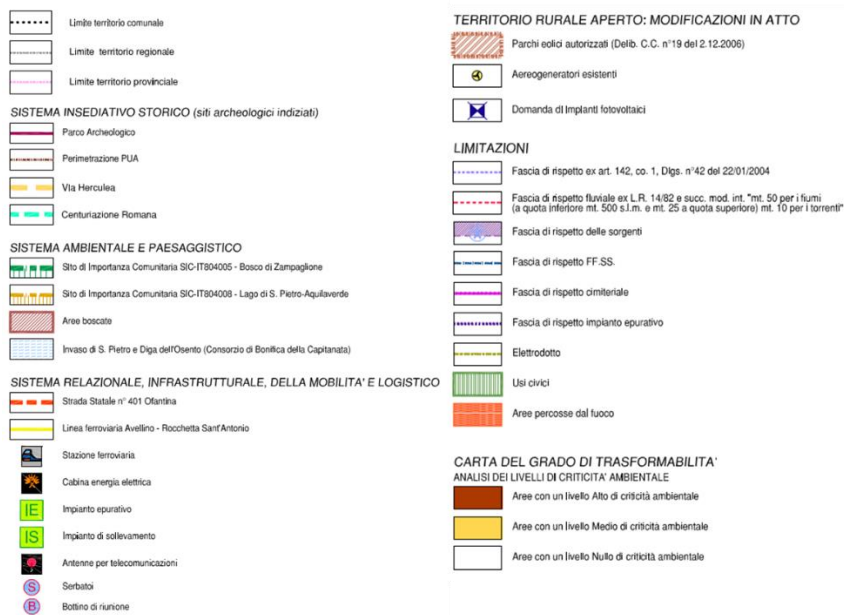 Limite territorio comunale
Limite territorio regionale
Limite territorio provinciale
SISTEMA INSEDIATIVO STORICO (siti archeologici indiziati)
Parco Archeologico
Perimetrazione PUA
Via Herculea
Centuriazione Romana
SISTEMA AMBIENTALE E PAESAGGISTICO
Sito di Importanza Comunitaria SIC-IT804005 - Bosco di Zampaglione
Sito di Importanza Comunitaria SIC-IT804008 - Lago di S. Pietro-Aquilaverde
Aree boscate
Invaso di S. Pietro e Diga dell'Osento (Consorzio di Bonifica della Capitanata)
SISTEMA RELAZIONALE, INFRASTRUTTURALE, DELLA MOBILITA' E LOGISTICO
Strada Statale n° 401 Ofantina
Linea ferroviaria Avellino - Rocchetta Sant'Antonio
Stazione ferroviaria
Cabina energia elettrica
IE Impianto epurativo
IS Impianto di sollevamento
Antenne per telecomunicazioni
S Serbatoi
B Bottino di riunione
TERRITORIO RURALE APERTO: MODIFICAZIONI IN ATTO
Parchi eolici autorizzati (Delib. C.C. n°19 del 2.12.2006)
Aereogeneratori esistenti
Domanda di Impianti fotovoltaici
LIMITAZIONI
Fascia di rispetto ex art. 142, co. 1, Dlgs. n°42 del 22/01/2004
Fascia di rispetto fluviale ex L.R. 14/82 e succ. mod. int. "mt. 50 per i fiumi
(a quota inferiore mt. 500 s.l.m. e mt. 25 a quota superiore) mt. 10 per i torrenti"
Fascia di rispetto delle sorgenti
Fascia di rispetto FF.SS.
Fascia di rispetto cimiteriale
Fascia di rispetto impianto epurativo
Elettrodotto
Usi civici
Aree percosse dal fuoco
CARTA DEL GRADO DI TRASFORMABILITA'
ANALISI DEI LIVELLI DI CRITICITA' AMBIENTALE
Aree con un livello Alto di criticità ambientale
Aree con un livello Medio di criticità ambientale
Aree con un livello Nullo di criticità ambientale